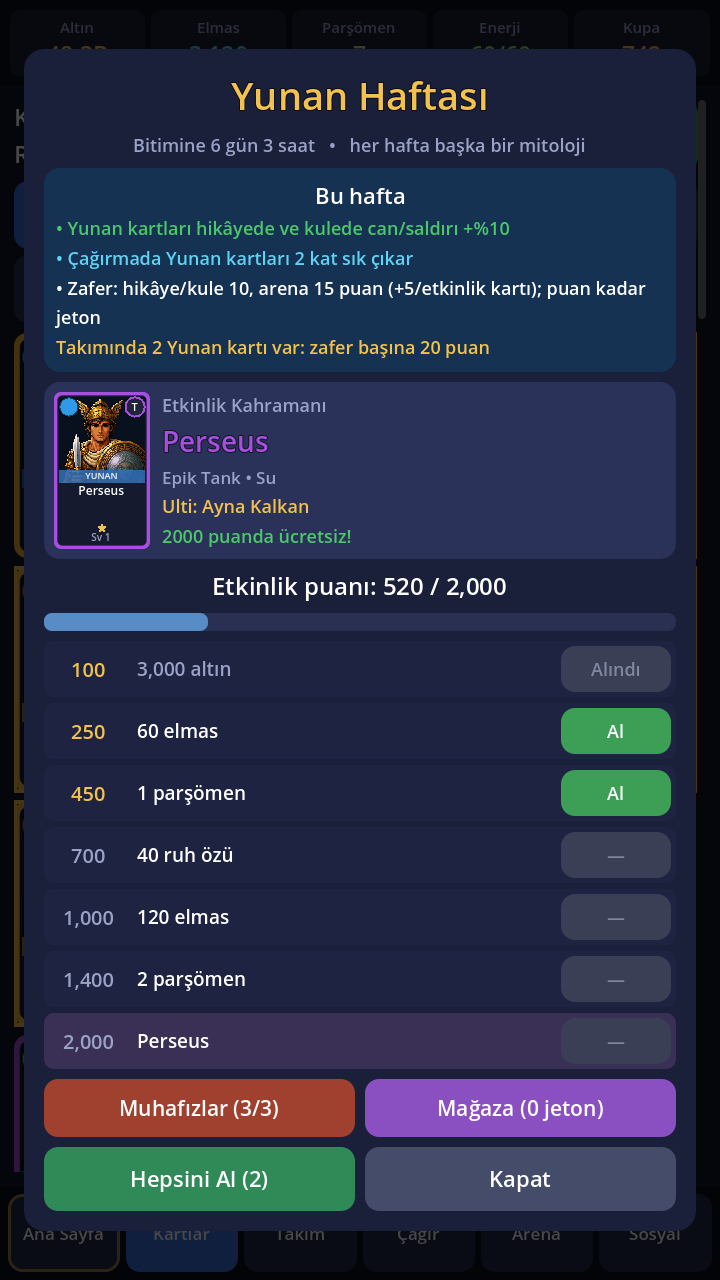 Altın Elmas Parşömen Enerji Kupa
Yunan Haftası
Bitimine 6 gün 3 saat • her hafta başka bir mitoloji
Bu hafta
• Yunan kartları hikâyede ve kulede can/saldırı +%10
• Çağırmada Yunan kartları 2 kat sık çıkar
• Zafer: hikâye/kule 10, arena 15 puan (+5/etkinlik kartı); puan kadar
jeton
Takımında 2 Yunan kartı var: zafer başına 20 puan
T
YUNAN
Perseus
Sv 1
Etkinlik Kahramanı
Perseus
Epik Tank • Su
Ulti: Ayna Kalkan
2000 puanda ücretsiz!
Etkinlik puanı: 520 / 2,000
100 3,000 altın Alındı
250 60 elmas Al
450 1 parşömen Al
700 40 ruh özü —
1,000 120 elmas —
1,400 2 parşömen —
2,000 Perseus —
Muhafızlar (3/3) Mağaza (0 jeton)
Hepsini Al (2) Kapat
Ana Sayfa Kartlar Takım Çağır Arena Sosyal